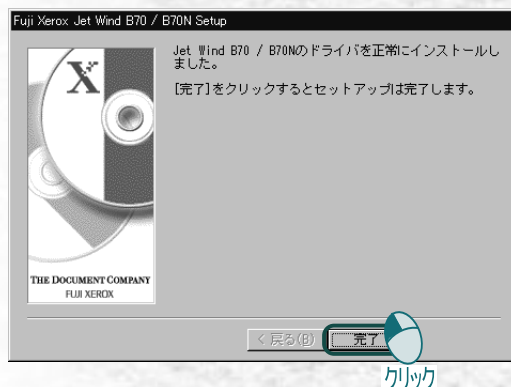 Fuji Xerox Jet Wind B70 / B70N Setup
Jet Wind B70 / B70Nのドライバを正常にインストールし
ました。
[完了]をクリックするとセットアップは完了します。
X
THE DOCUMENT COMPANY
FUJI XEROX
< 戻る(B)
完了
クリック